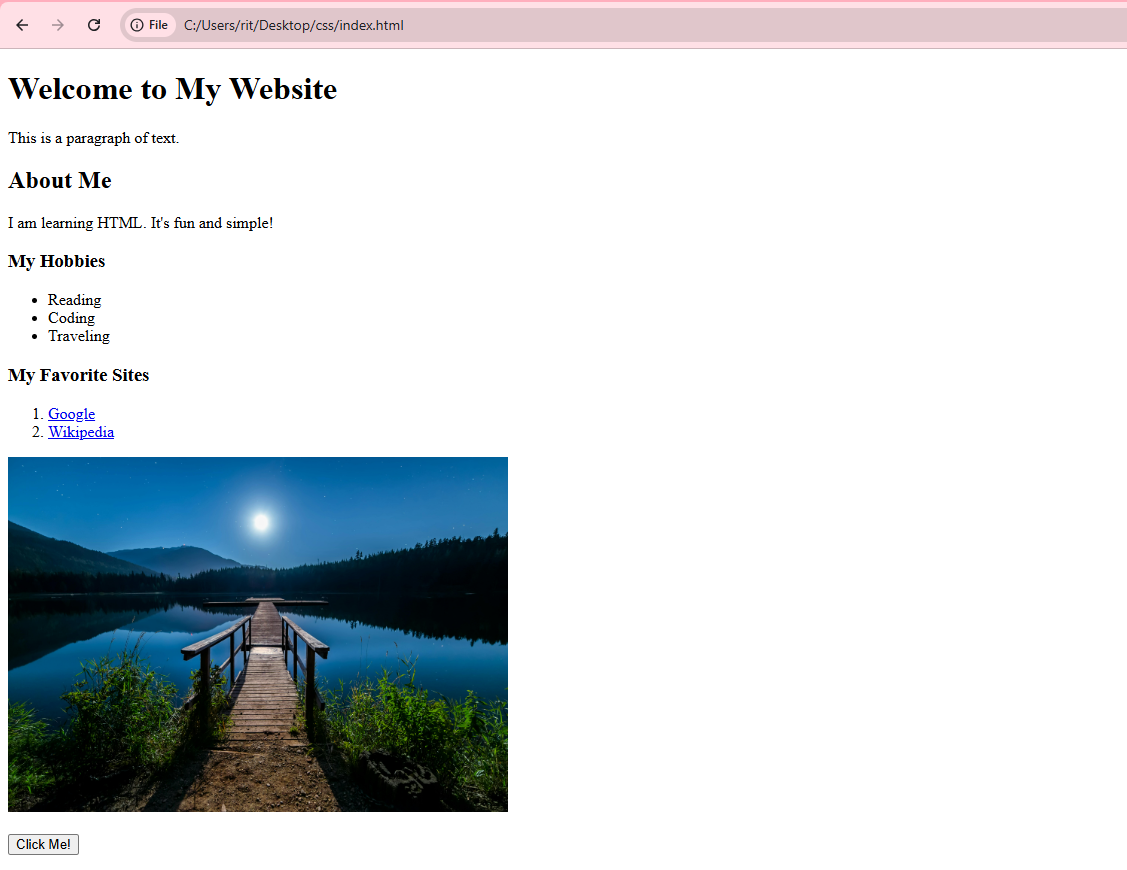 File C:/Users/rit/Desktop/css/index.html
Welcome to My Website
This is a paragraph of text.
About Me
I am learning HTML. It's fun and simple!
My Hobbies
Reading
Coding
Traveling
My Favorite Sites
1. Google
2. Wikipedia
Click Me!